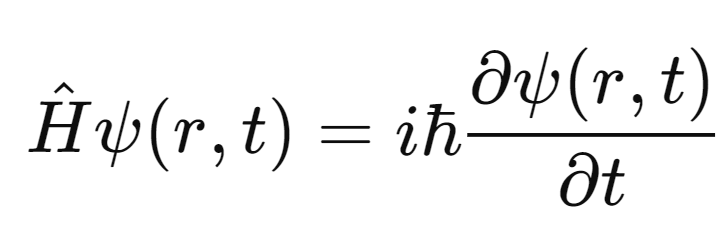 Ĥψ(r, t) = iℏ ∂ψ(r, t)/∂t